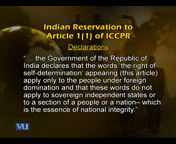 Indian Reservation to
Article 1(1) of ICCPR
Declarations
“… the Government of the Republic of
India declares that the words ‘the right of
self-determination’ appearing (this article)
apply only to the people under foreign
domination and that these words do not
apply to sovereign independent states or
to a section of a people or a nation– which
is the essence of national integrity.”
VU